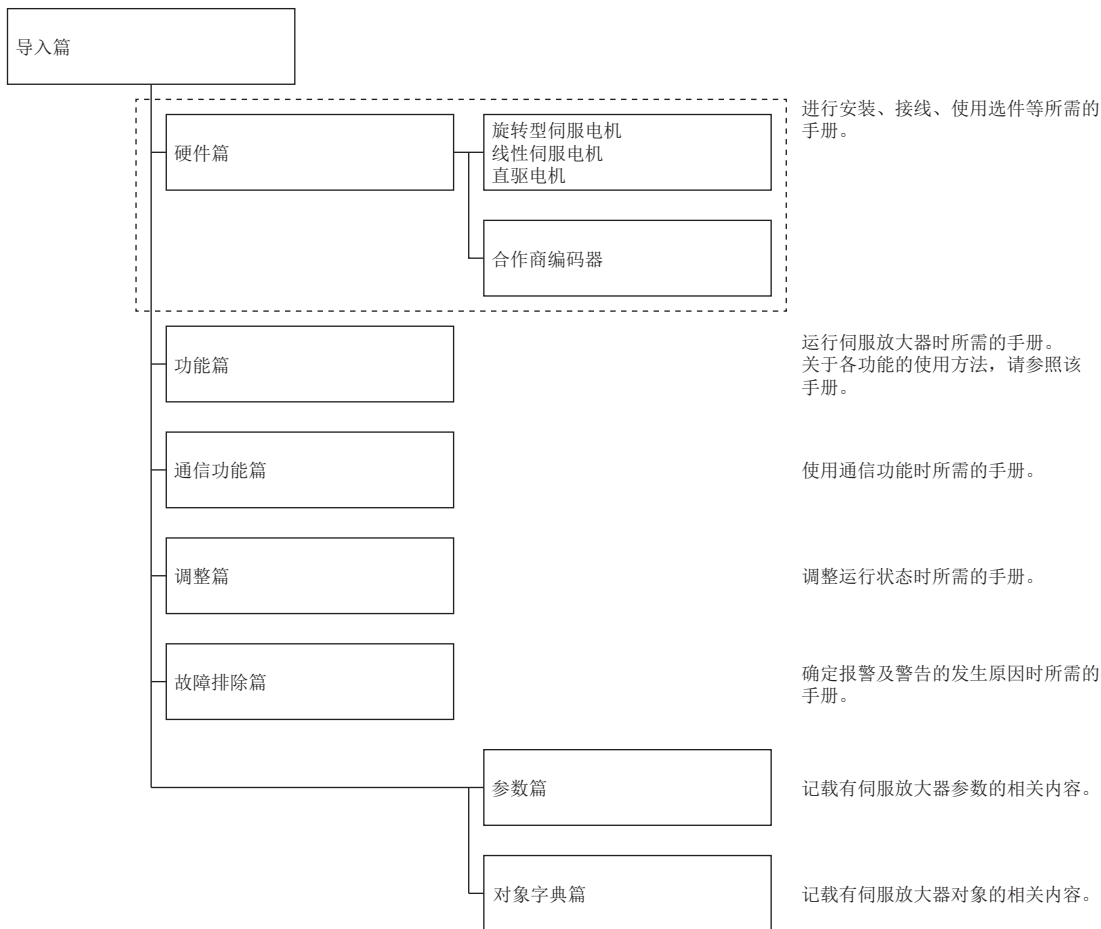 导入篇
进行安装、接线、使用选件等所需的
手册。
硬件篇
旋转型伺服电机
线性伺服电机
直驱电机
合作商编码器
功能篇
运行伺服放大器时所需的手册。
关于各功能的使用方法，请参照该
手册。
通信功能篇
使用通信功能时所需的手册。
调整篇
调整运行状态时所需的手册。
故障排除篇
确定报警及警告的发生原因时所需的
手册。
参数篇
记载有伺服放大器参数的相关内容。
对象字典篇
记载有伺服放大器对象的相关内容。